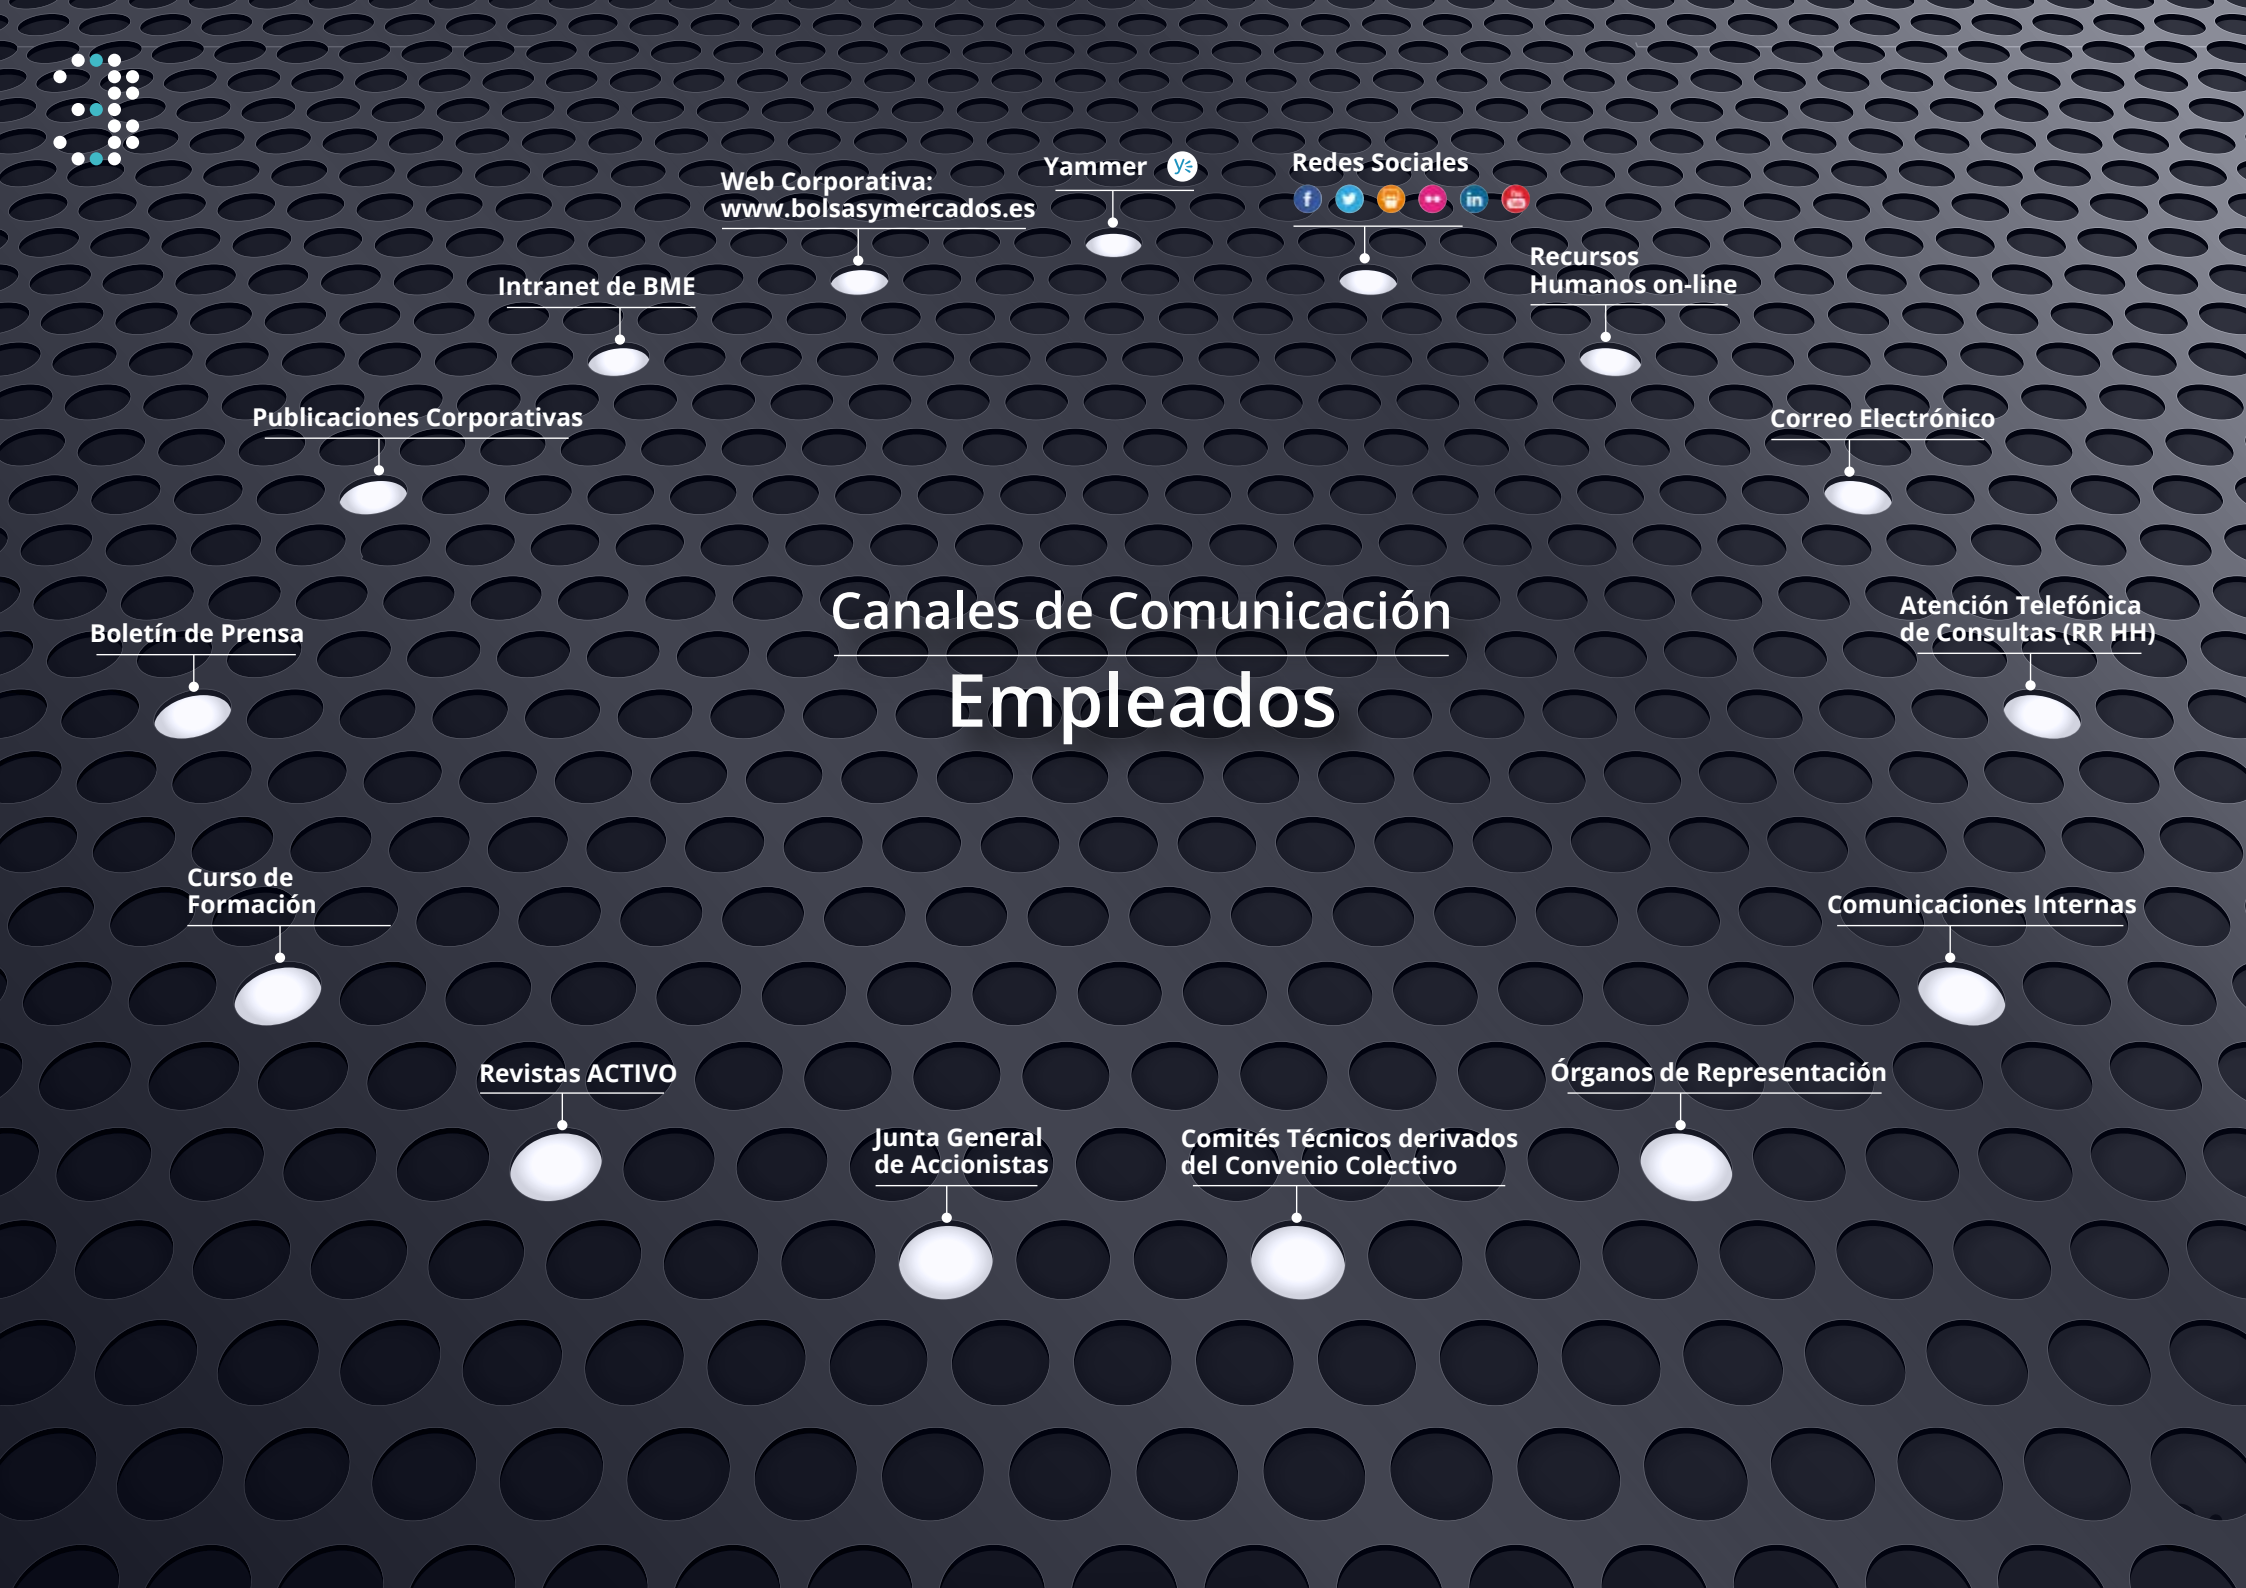 Yammer
Redes Sociales
Web Corporativa:
www.bolsasymercados.es
Recursos
Humanos on-line
Intranet de BME
Publicaciones Corporativas
Correo Electrónico
Canales de Comunicación
Empleados
Boletín de Prensa
Atención Telefónica
de Consultas (RR HH)
Curso de
Formación
Comunicaciones Internas
Revistas ACTIVO
Órganos de Representación
Junta General
de Accionistas
Comités Técnicos derivados
del Convenio Colectivo